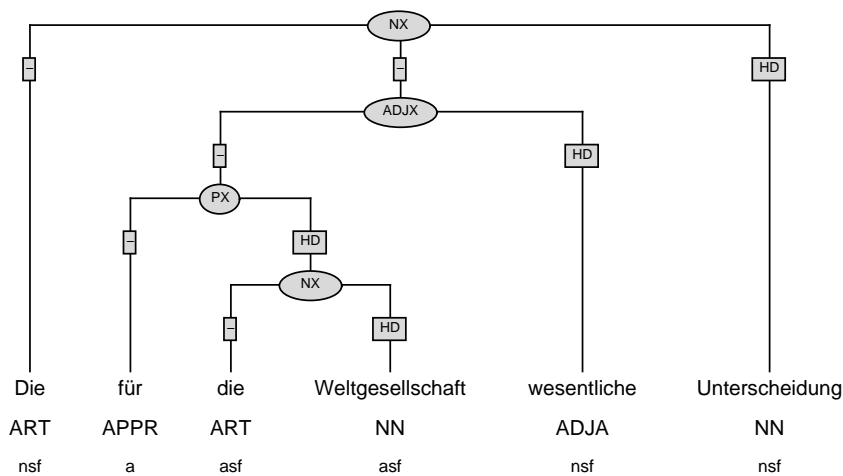 NX
– – HD
ADJX
– HD
PX
– HD
NX
– HD
Die für die Weltgesellschaft wesentliche Unterscheidung
ART APPR ART NN ADJA NN
nsf a asf asf nsf nsf